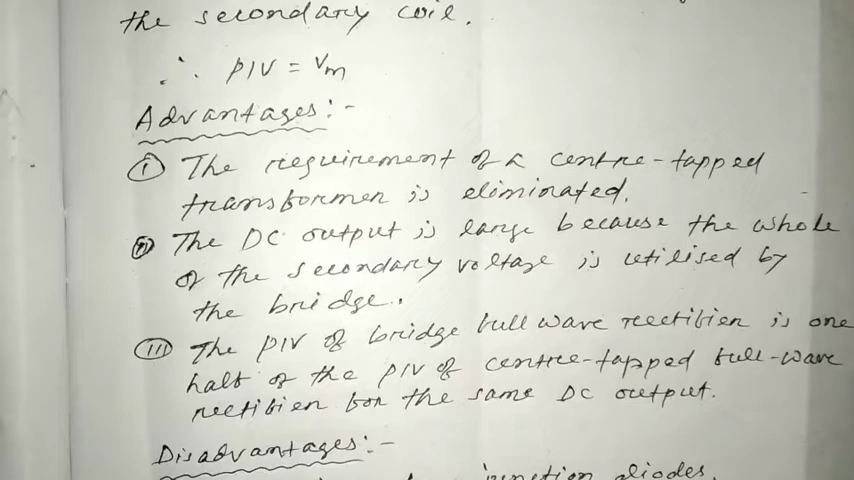 the secondary coil.
∴ PIV = Vm
Advantages:-
(i) The requirement of a centre-tapped
transformer is eliminated.
(ii) The DC output is large because the whole
of the secondary voltage is utilised by
the bridge.
(iii) The PIV of bridge full wave rectifier is one
half of the PIV of centre-tapped full-wave
rectifier for the same DC output.
Disadvantages:-
junction diodes.